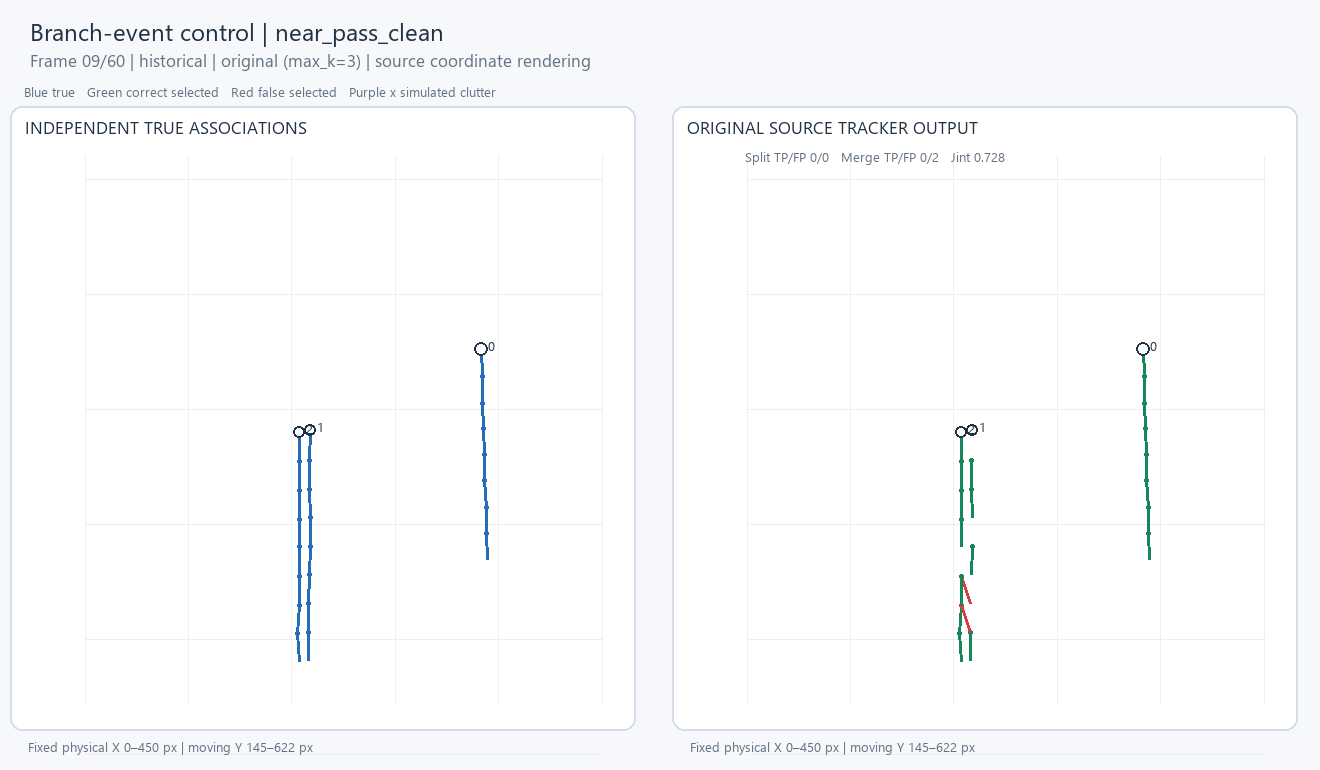 Branch-event control | near_pass_clean
Frame 09/60 | historical | original (max_k=3) | source coordinate rendering
Blue true Green correct selected Red false selected Purple x simulated clutter
INDEPENDENT TRUE ASSOCIATIONS
0
2 1
Fixed physical X 0–450 px | moving Y 145–622 px
ORIGINAL SOURCE TRACKER OUTPUT
Split TP/FP 0/0 Merge TP/FP 0/2 Jint 0.728
0
2 1
Fixed physical X 0–450 px | moving Y 145–622 px